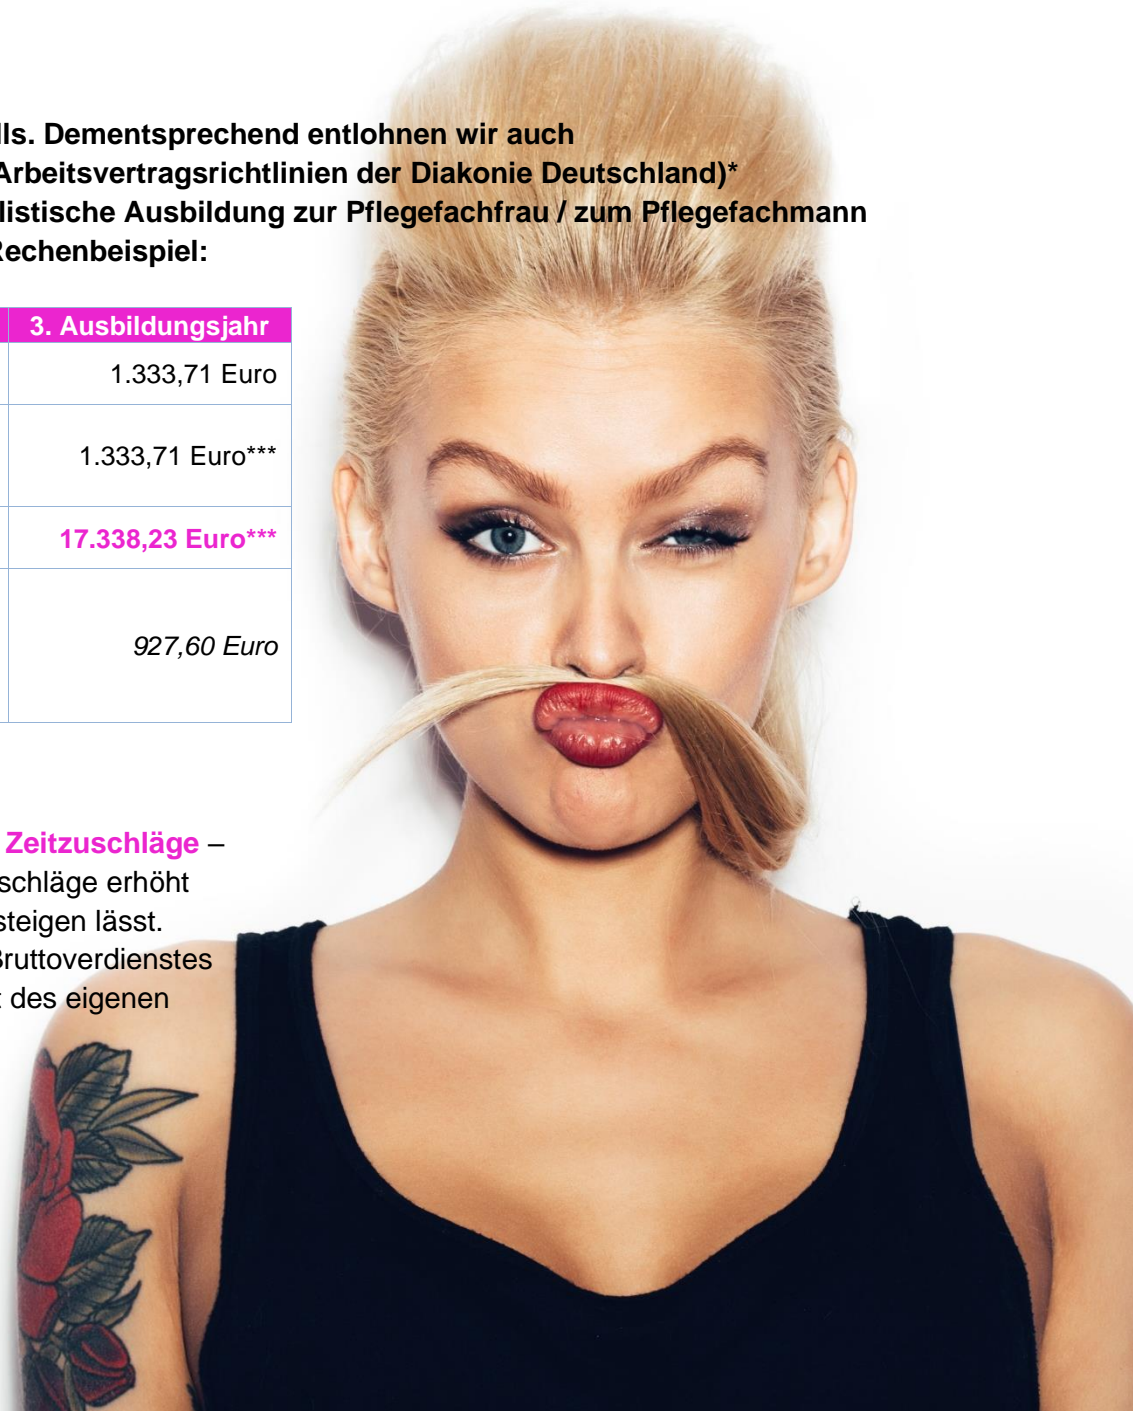 lls. Dementsprechend entlohnen wir auch
Arbeitsvertragsrichtlinien der Diakonie Deutschland)*
listische Ausbildung zur Pflegefachfrau / zum Pflegefachmann
Rechenbeispiel:
3. Ausbildungsjahr
1.333,71 Euro
1.333,71 Euro***
17.338,23 Euro***
927,60 Euro
Zeitzuschläge –
schläge erhöht
steigen lässt.
Bruttoverdienstes
t des eigenen